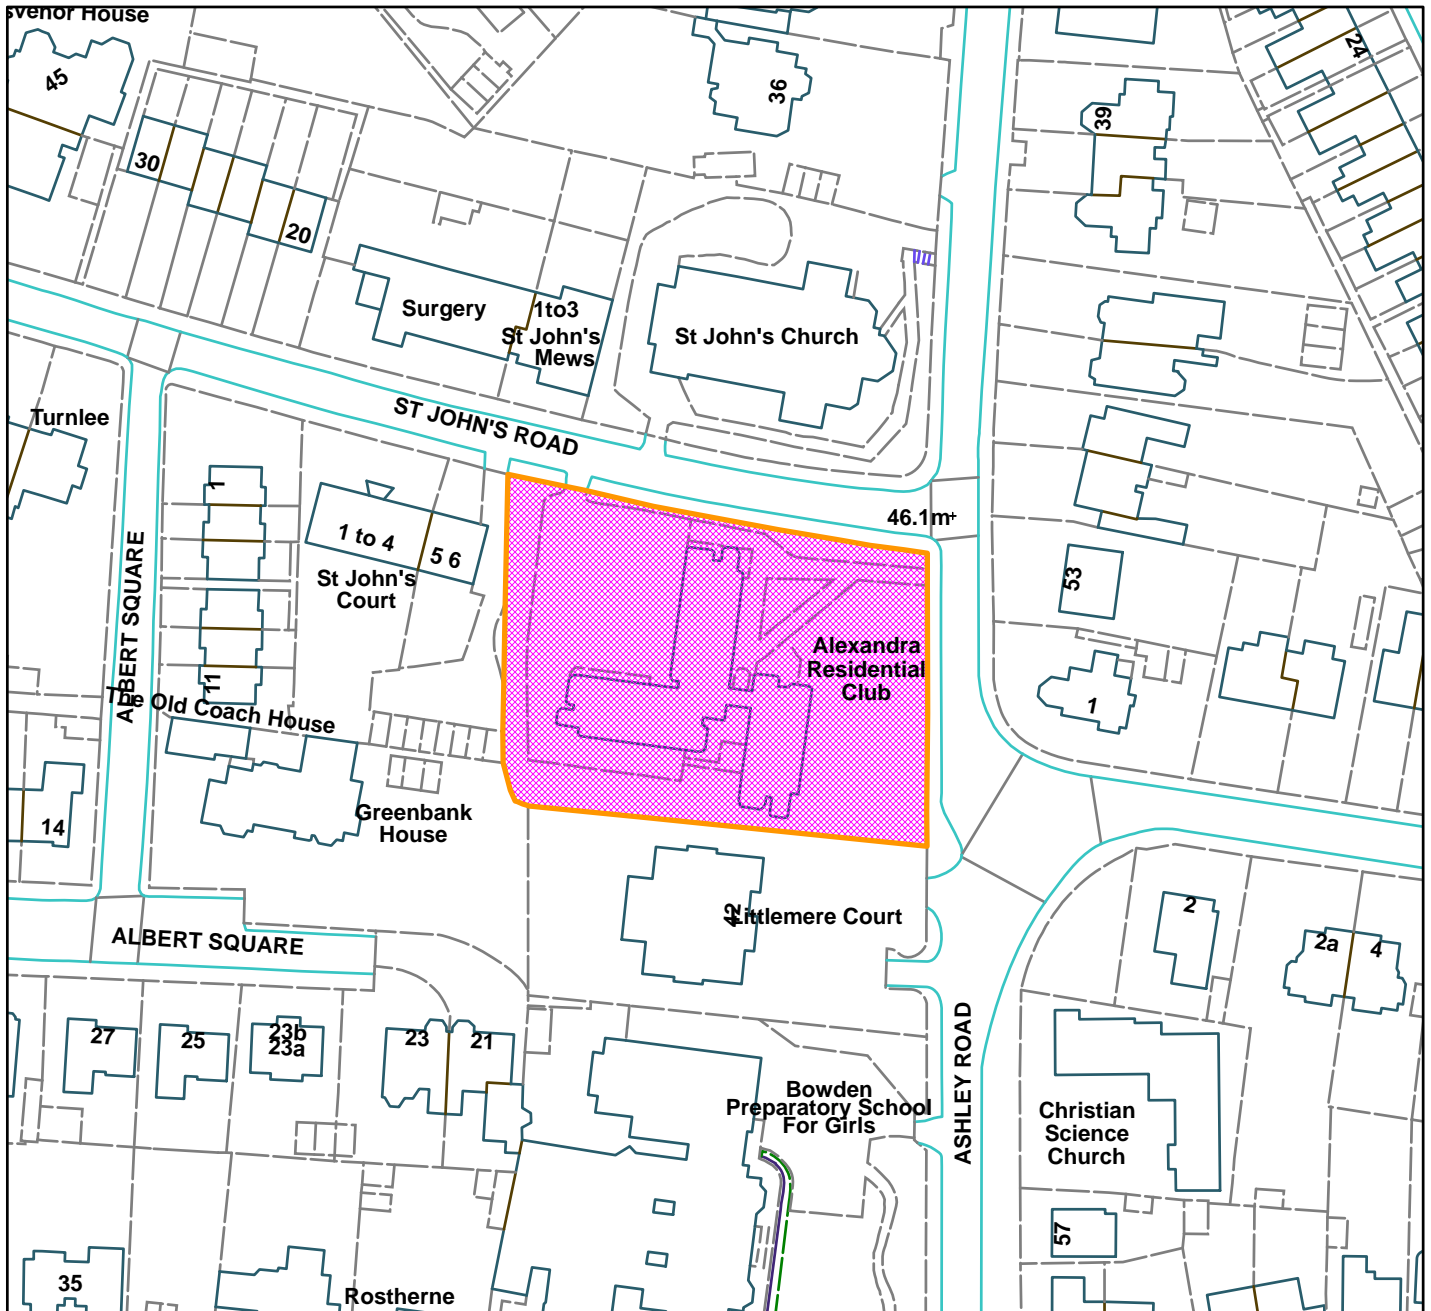 svenor House
45
36
24
39
30
20
Surgery
1to3
St John's
Mews
St John's Church
Turnlee
ST JOHN'S ROAD
46.1m
1
1 to 4
5 6
St John's
Court
53
ALBERT SQUARE
Alexandra
Residential
Club
11
The Old Coach House
1
14
Greenbank
House
42
Littlemere Court
2
2a
4
ALBERT SQUARE
27
25
23b
23a
23
21
ASHLEY ROAD
Bowden
Preparatory School
For Girls
Christian
Science
Church
57
35
Rostherne